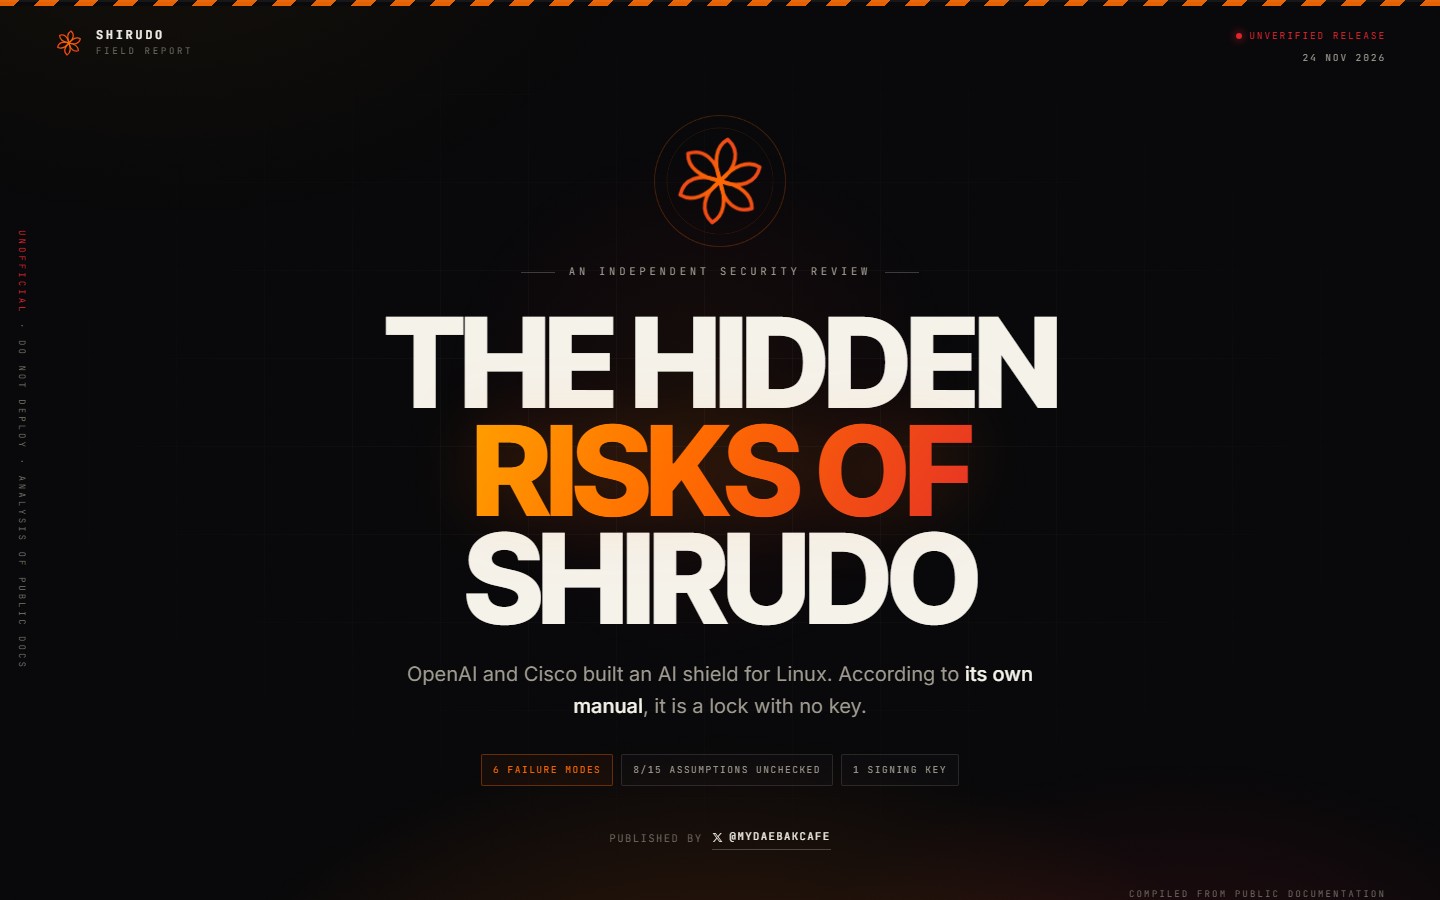 SHIRUDO
FIELD REPORT
UNVERIFIED RELEASE
24 NOV 2026
UNOFFICIAL · DO NOT DEPLOY · ANALYSIS OF PUBLIC DOCS
AN INDEPENDENT SECURITY REVIEW
THE HIDDEN
RISKS OF
SHIRUDO
OpenAI and Cisco built an AI shield for Linux. According to its own
manual, it is a lock with no key.
6 FAILURE MODES
8/15 ASSUMPTIONS UNCHECKED
1 SIGNING KEY
PUBLISHED BY 𝕏 @MYDAEBAKCAFE
COMPILED FROM PUBLIC DOCUMENTATION